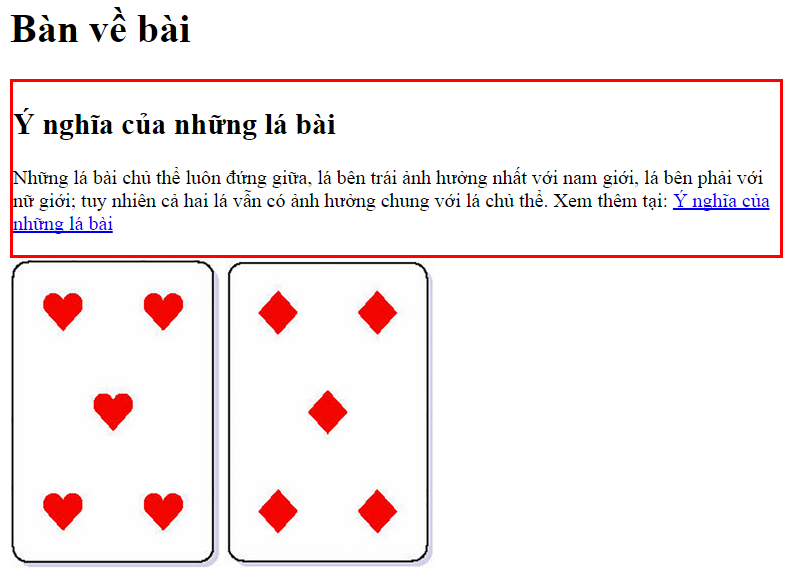 Bàn về bài
Ý nghĩa của những lá bài
Những lá bài chủ thể luôn đứng giữa, lá bên trái ảnh hưởng nhất với nam giới, lá bên phải với
nữ giới; tuy nhiên cả hai lá vẫn có ảnh hưởng chung với lá chủ thể. Xem thêm tại: Ý nghĩa của
những lá bài